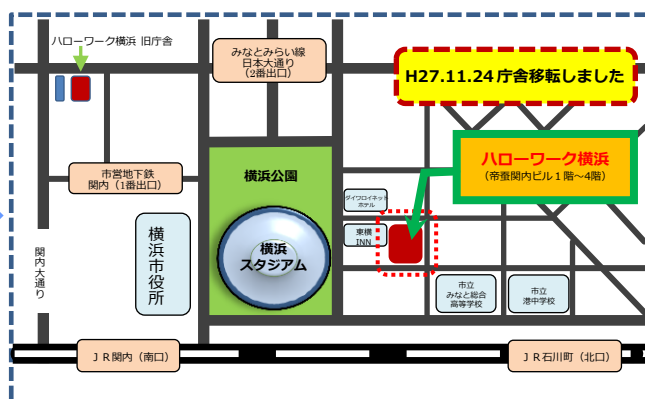 ハローワーク横浜 旧庁舎
みなとみらい線
日本大通り
（2番出口）
H27.11.24 庁舎移転しました
ハローワーク横浜
（帝蚕関内ビル１階～4階）
市営地下鉄
関内（1番出口）
横浜公園
ダイワロイネット
ホテル
関内大通り
横浜市役所
横浜
スタジアム
東横
INN
市立
みなと総合
高等学校
市立
港中学校
ＪＲ関内（南口）
ＪＲ石川町（北口）